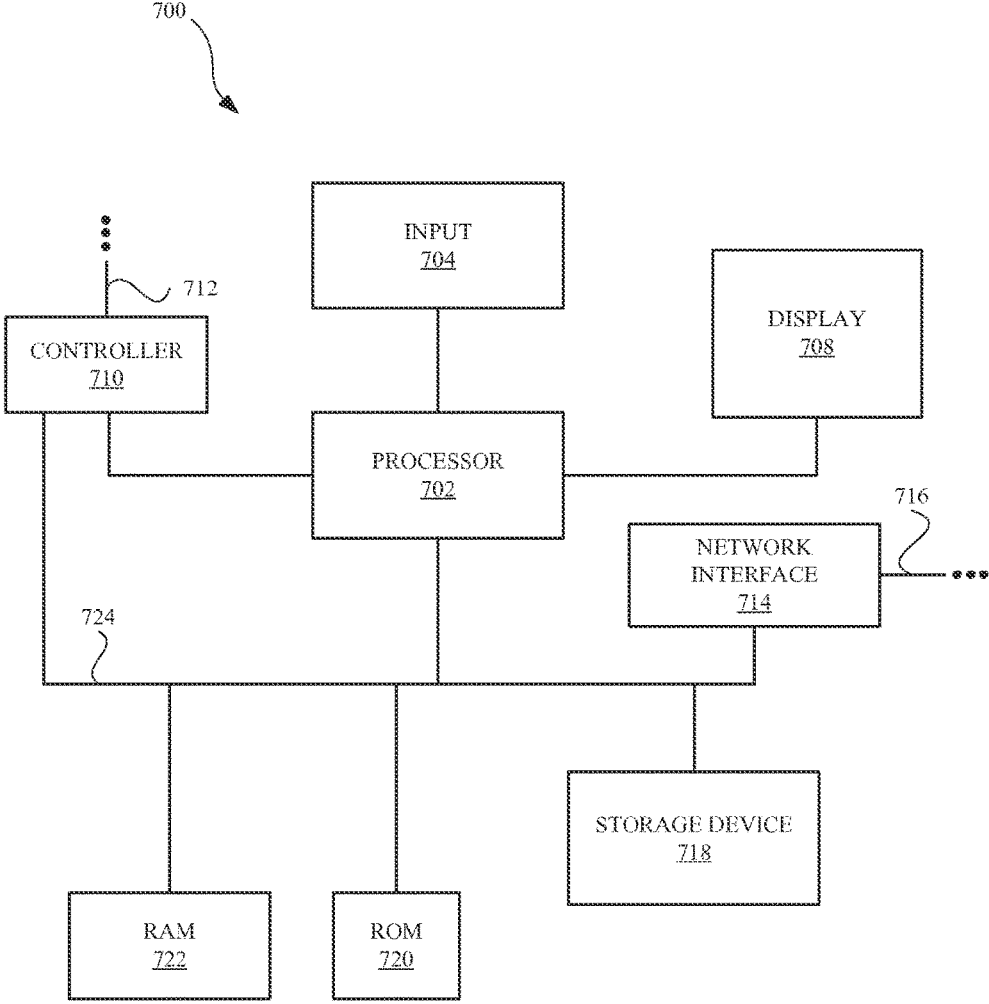 700
INPUT
704
712
DISPLAY
708
CONTROLLER
710
PROCESSOR
702
716
NETWORK
INTERFACE
714
724
STORAGE DEVICE
718
RAM
722
ROM
720